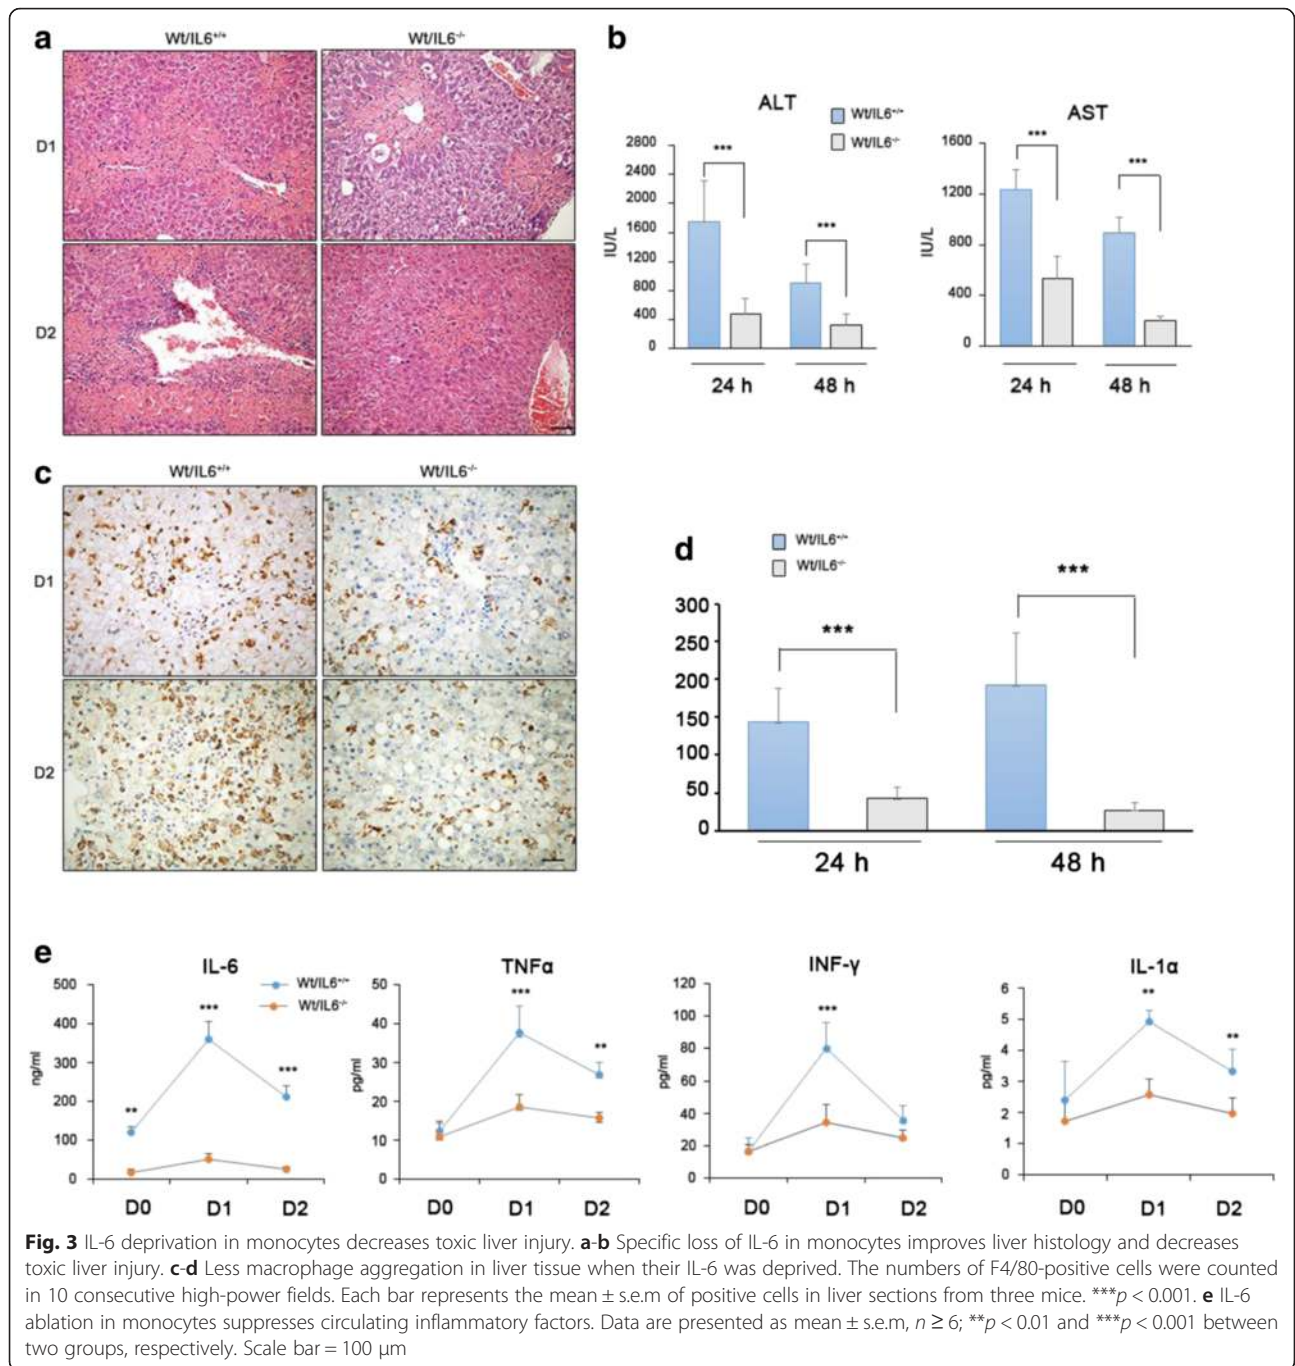 a
Wt/IL6+/+
Wt/IL6-/-
D1
D2
b
ALT
Wt/IL6+/+
Wt/IL6-/-
IU/L
2800
2400
2000
1600
1200
800
400
0
***
***
24 h
48 h
AST
IU/L
1600
1200
800
400
0
***
***
24 h
48 h
c
Wt/IL6+/+
Wt/IL6-/-
D1
D2
d
Wt/IL6+/+
Wt/IL6-/-
300
250
200
150
100
50
0
***
***
24 h
48 h
e
IL-6
Wt/IL6+/+
Wt/IL6-/-
ng/ml
500
400
300
200
100
0
**
***
***
D0 D1 D2
TNFα
pg/ml
50
40
30
20
10
0
***
**
D0 D1 D2
INF-γ
pg/ml
120
100
80
60
40
20
0
***
D0 D1 D2
IL-1α
pg/ml
6
5
4
3
2
1
0
**
**
D0 D1 D2
Fig. 3 IL-6 deprivation in monocytes decreases toxic liver injury. a-b Specific loss of IL-6 in monocytes improves liver histology and decreases
toxic liver injury. c-d Less macrophage aggregation in liver tissue when their IL-6 was deprived. The numbers of F4/80-positive cells were counted
in 10 consecutive high-power fields. Each bar represents the mean ± s.e.m of positive cells in liver sections from three mice. ***p < 0.001. e IL-6
ablation in monocytes suppresses circulating inflammatory factors. Data are presented as mean ± s.e.m, n ≥ 6; **p < 0.01 and ***p < 0.001 between
two groups, respectively. Scale bar = 100 μm